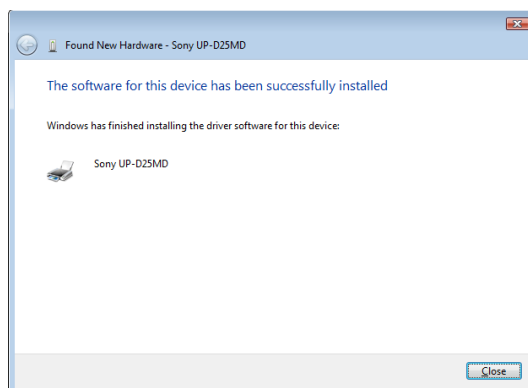 Found New Hardware - Sony UP-D25MD
The software for this device has been successfully installed
Windows has finished installing the driver software for this device:
Sony UP-D25MD
Close